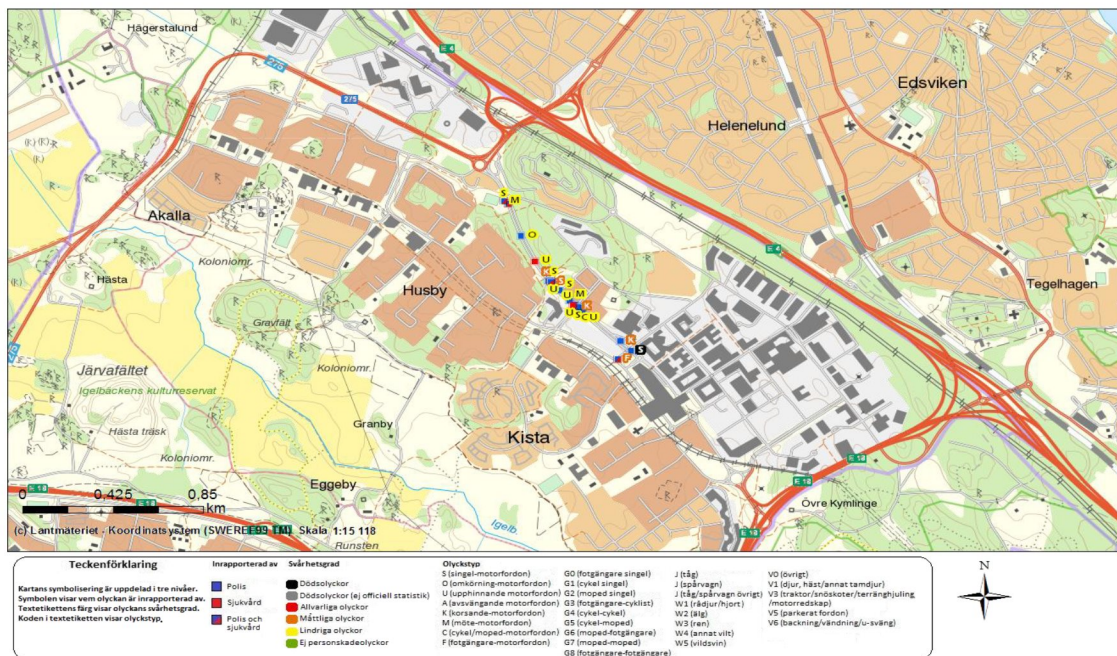 Hägerstalund
E 4
275
275
Edsviken
Helenelund
Akalla
S
M
O
U
K
S
S
U
S
U
M
K
U
S
C
U
K
S
F
E 4
Koloniomr.
Hästa
Husby
Tegelhagen
Gravfält
Koloniomr.
Järvafältet
Igelbäckens kulturreservat
Granby
Hästa träsk
Kista
Koloniomr.
E 18
Eggeby
E 18
E 18
Övre Kymlinge
E 18
0 0,425 0,85
km
Igelb.
E 18
(c) Lantmäteriet - Koordinatsystem (SWEREF99 TM) Skala 1:15 118
Runsten
Teckenförklaring
Kartans symbolisering är uppdelad i tre nivåer.
Symbolen visar vem olyckan är inrapporterad av.
Textetikettens färg visar olyckans svårhetsgrad.
Koden i textetiketten visar olyckstyp.
Inrapporterad av
Polis
Sjukvård
Polis och
sjukvård
Svårhetsgrad
Dödsolyckor
Dödsolyckor (ej officiell statistik)
Allvarliga olyckor
Måttliga olyckor
Lindriga olyckor
Ej personskadeolyckor
Olyckstyp
S (singel-motorfordon)
O (omkörning-motorfordon)
U (upphinnande motorfordon)
A (avsvängande motorfordon)
K (korsande-motorfordon)
M (möte-motorfordon)
C (cykel/moped-motorfordon)
F (fotgängare-motorfordon)
G0 (fotgängare singel)
G1 (cykel singel)
G2 (moped singel)
G3 (fotgängare-cyklist)
G4 (cykel-cykel)
G5 (cykel-moped)
G6 (moped-fotgängare)
G7 (moped-moped)
G8 (fotgängare-fotgängare)
J (tåg)
J (spårvagn)
J (tåg/spårvagn övrigt)
W1 (rådjur/hjort)
W2 (älg)
W3 (ren)
W4 (annat vilt)
W5 (vildsvin)
V0 (övrigt)
V1 (djur, häst/annat tamdjur)
V3 (traktor/snöskoter/terränghjuling
/motorredskap)
V5 (parkerat fordon)
V6 (backning/vändning/u-sväng)